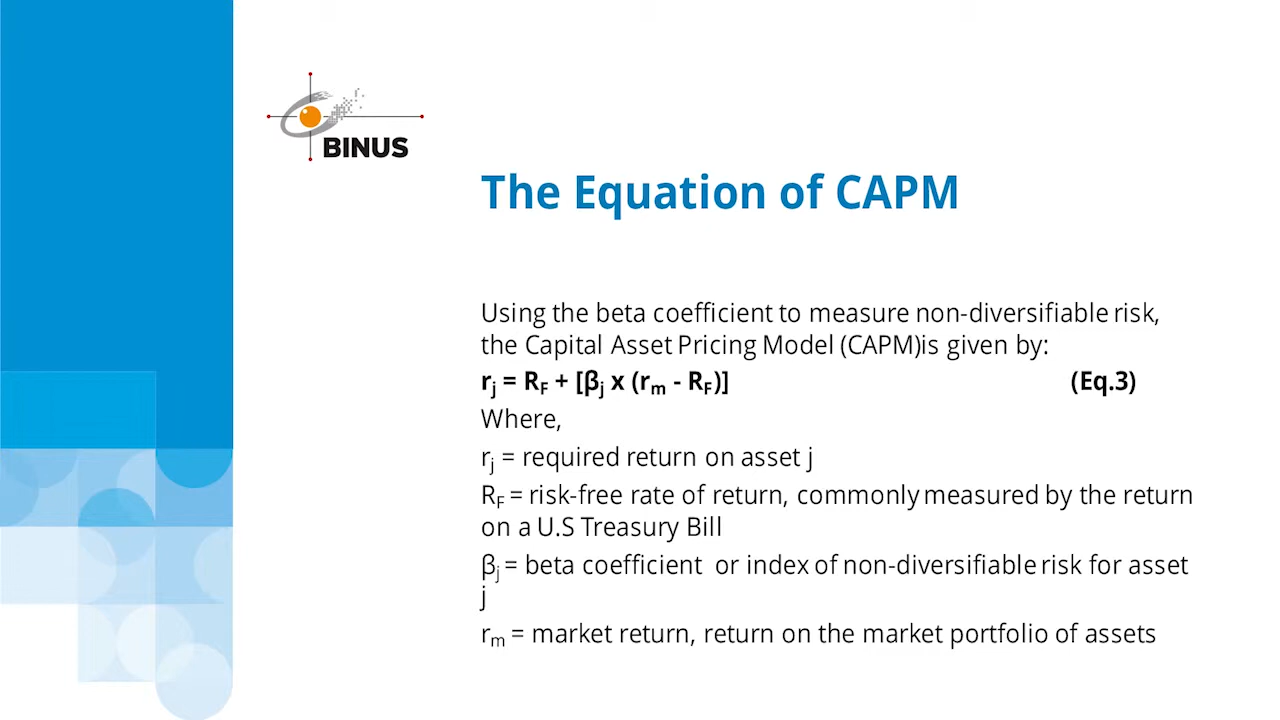 BINUS
The Equation of CAPM
Using the beta coefficient to measure non-diversifiable risk,
the Capital Asset Pricing Model (CAPM)is given by:
rj = RF + [βj x (rm - RF)] (Eq.3)
Where,
rj = required return on asset j
RF = risk-free rate of return, commonly measured by the return
on a U.S Treasury Bill
βj = beta coefficient or index of non-diversifiable risk for asset
j
rm = market return, return on the market portfolio of assets